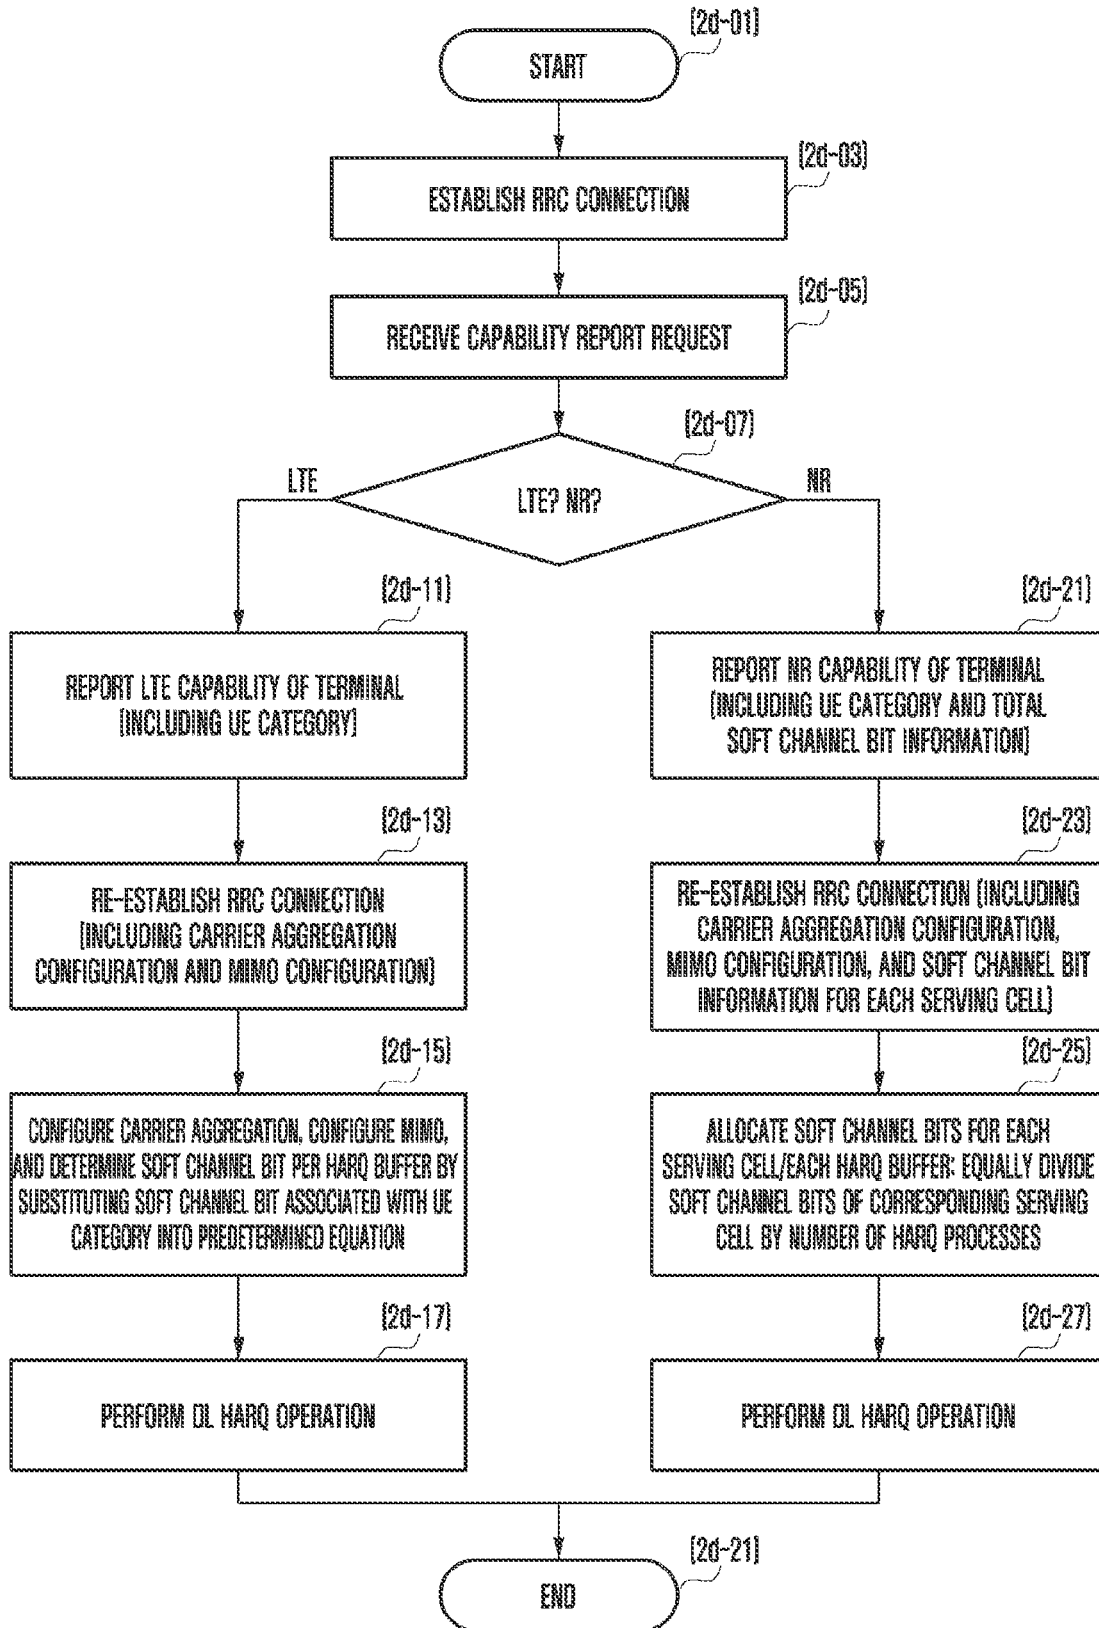 (2d-01)
START
(2d-03)
ESTABLISH RRC CONNECTION
(2d-05)
RECEIVE CAPABILITY REPORT REQUEST
(2d-07)
LTE
LTE? NR?
NR
(2d-11)
REPORT LTE CAPABILITY OF TERMINAL
(INCLUDING UE CATEGORY)
(2d-13)
RE-ESTABLISH RRC CONNECTION
(INCLUDING CARRIER AGGREGATION
CONFIGURATION AND MIMO CONFIGURATION)
(2d-15)
CONFIGURE CARRIER AGGREGATION, CONFIGURE MIMO,
AND DETERMINE SOFT CHANNEL BIT PER HARQ BUFFER BY
SUBSTITUTING SOFT CHANNEL BIT ASSOCIATED WITH UE
CATEGORY INTO PREDETERMINED EQUATION
(2d-17)
PERFORM DL HARQ OPERATION
(2d-21)
REPORT NR CAPABILITY OF TERMINAL
(INCLUDING UE CATEGORY AND TOTAL
SOFT CHANNEL BIT INFORMATION)
(2d-23)
RE-ESTABLISH RRC CONNECTION (INCLUDING
CARRIER AGGREGATION CONFIGURATION,
MIMO CONFIGURATION, AND SOFT CHANNEL BIT
INFORMATION FOR EACH SERVING CELL)
(2d-25)
ALLOCATE SOFT CHANNEL BITS FOR EACH
SERVING CELL/EACH HARQ BUFFER: EQUALLY DIVIDE
SOFT CHANNEL BITS OF CORRESPONDING SERVING
CELL BY NUMBER OF HARQ PROCESSES
(2d-27)
PERFORM DL HARQ OPERATION
(2d-21)
END